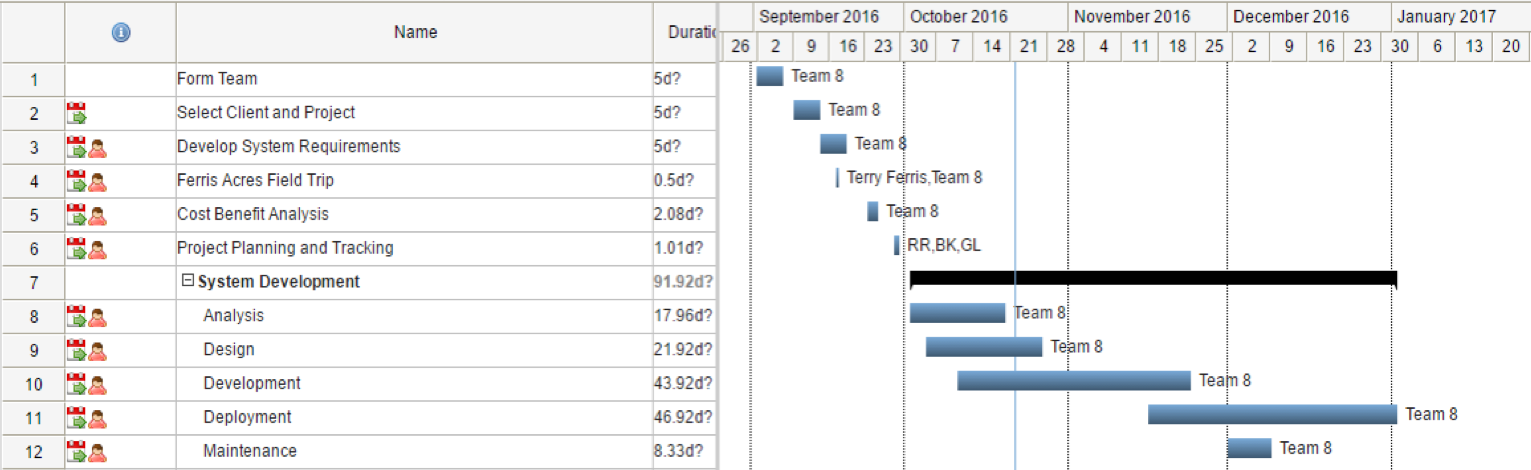 Name Duratio September 2016 October 2016 November 2016 December 2016 January 2017
26 2 9 16 23 30 7 14 21 28 4 11 18 25 2 9 16 23 30 6 13 20
1 Form Team 5d? Team 8
2 Select Client and Project 5d? Team 8
3 Develop System Requirements 5d? Team 8
4 Ferris Acres Field Trip 0.5d? Terry Ferris,Team 8
5 Cost Benefit Analysis 2.08d? Team 8
6 Project Planning and Tracking 1.01d? RR,BK,GL
7 System Development 91.92d?
8 Analysis 17.96d? Team 8
9 Design 21.92d? Team 8
10 Development 43.92d? Team 8
11 Deployment 46.92d? Team 8
12 Maintenance 8.33d? Team 8